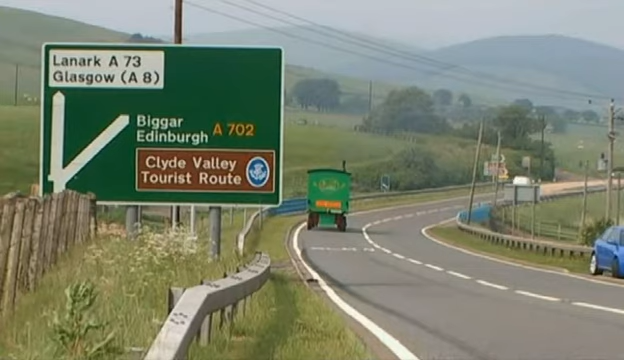 Lanark A 73
Glasgow (A 8)
Biggar
Edinburgh A 702
Clyde Valley
Tourist Route